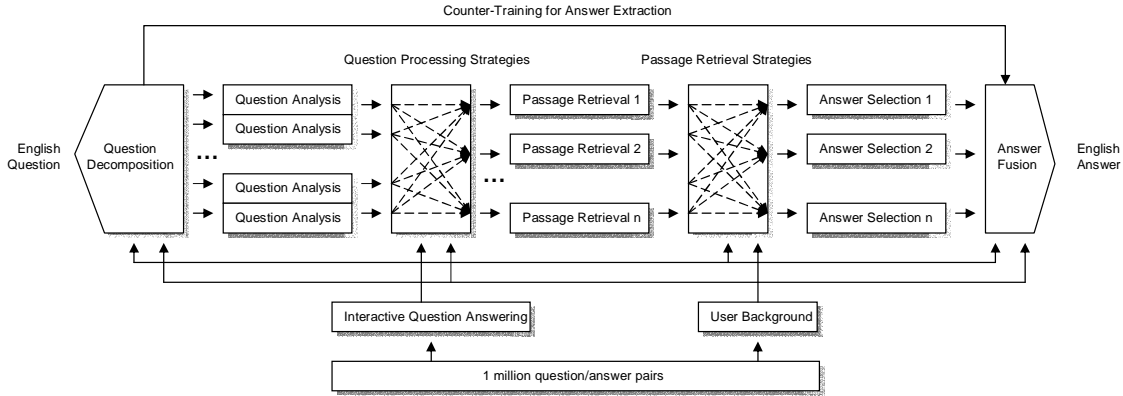 Counter-Training for Answer Extraction
Question Processing Strategies
Passage Retrieval Strategies
English
Question
Question
Decomposition
...
Question Analysis
Question Analysis
Question Analysis
Question Analysis
Passage Retrieval 1
Passage Retrieval 2
...
Passage Retrieval n
Answer Selection 1
Answer Selection 2
Answer Selection n
Answer
Fusion
English
Answer
Interactive Question Answering
User Background
1 million question/answer pairs